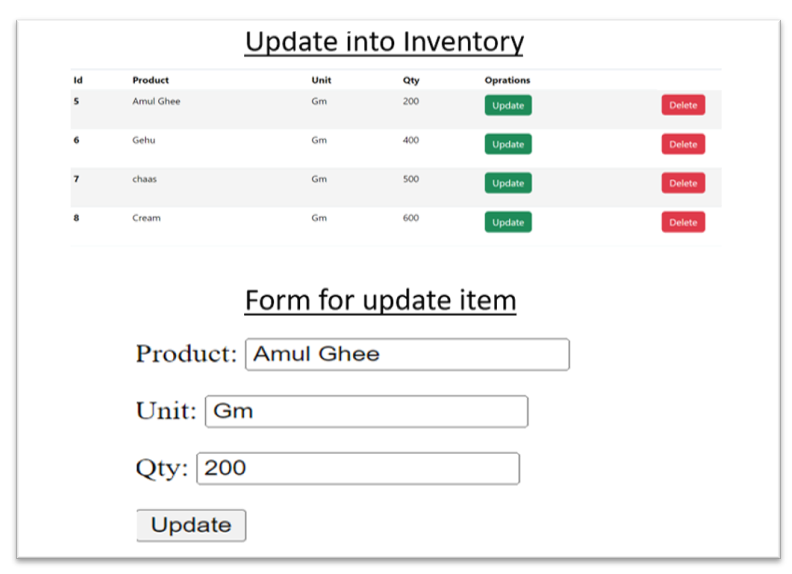 Update into Inventory
Id Product Unit Qty Oprations
5 Amul Ghee Gm 200 Update Delete
6 Gehu Gm 400 Update Delete
7 chaas Gm 500 Update Delete
8 Cream Gm 600 Update Delete
Form for update item
Product: Amul Ghee
Unit: Gm
Qty: 200
Update